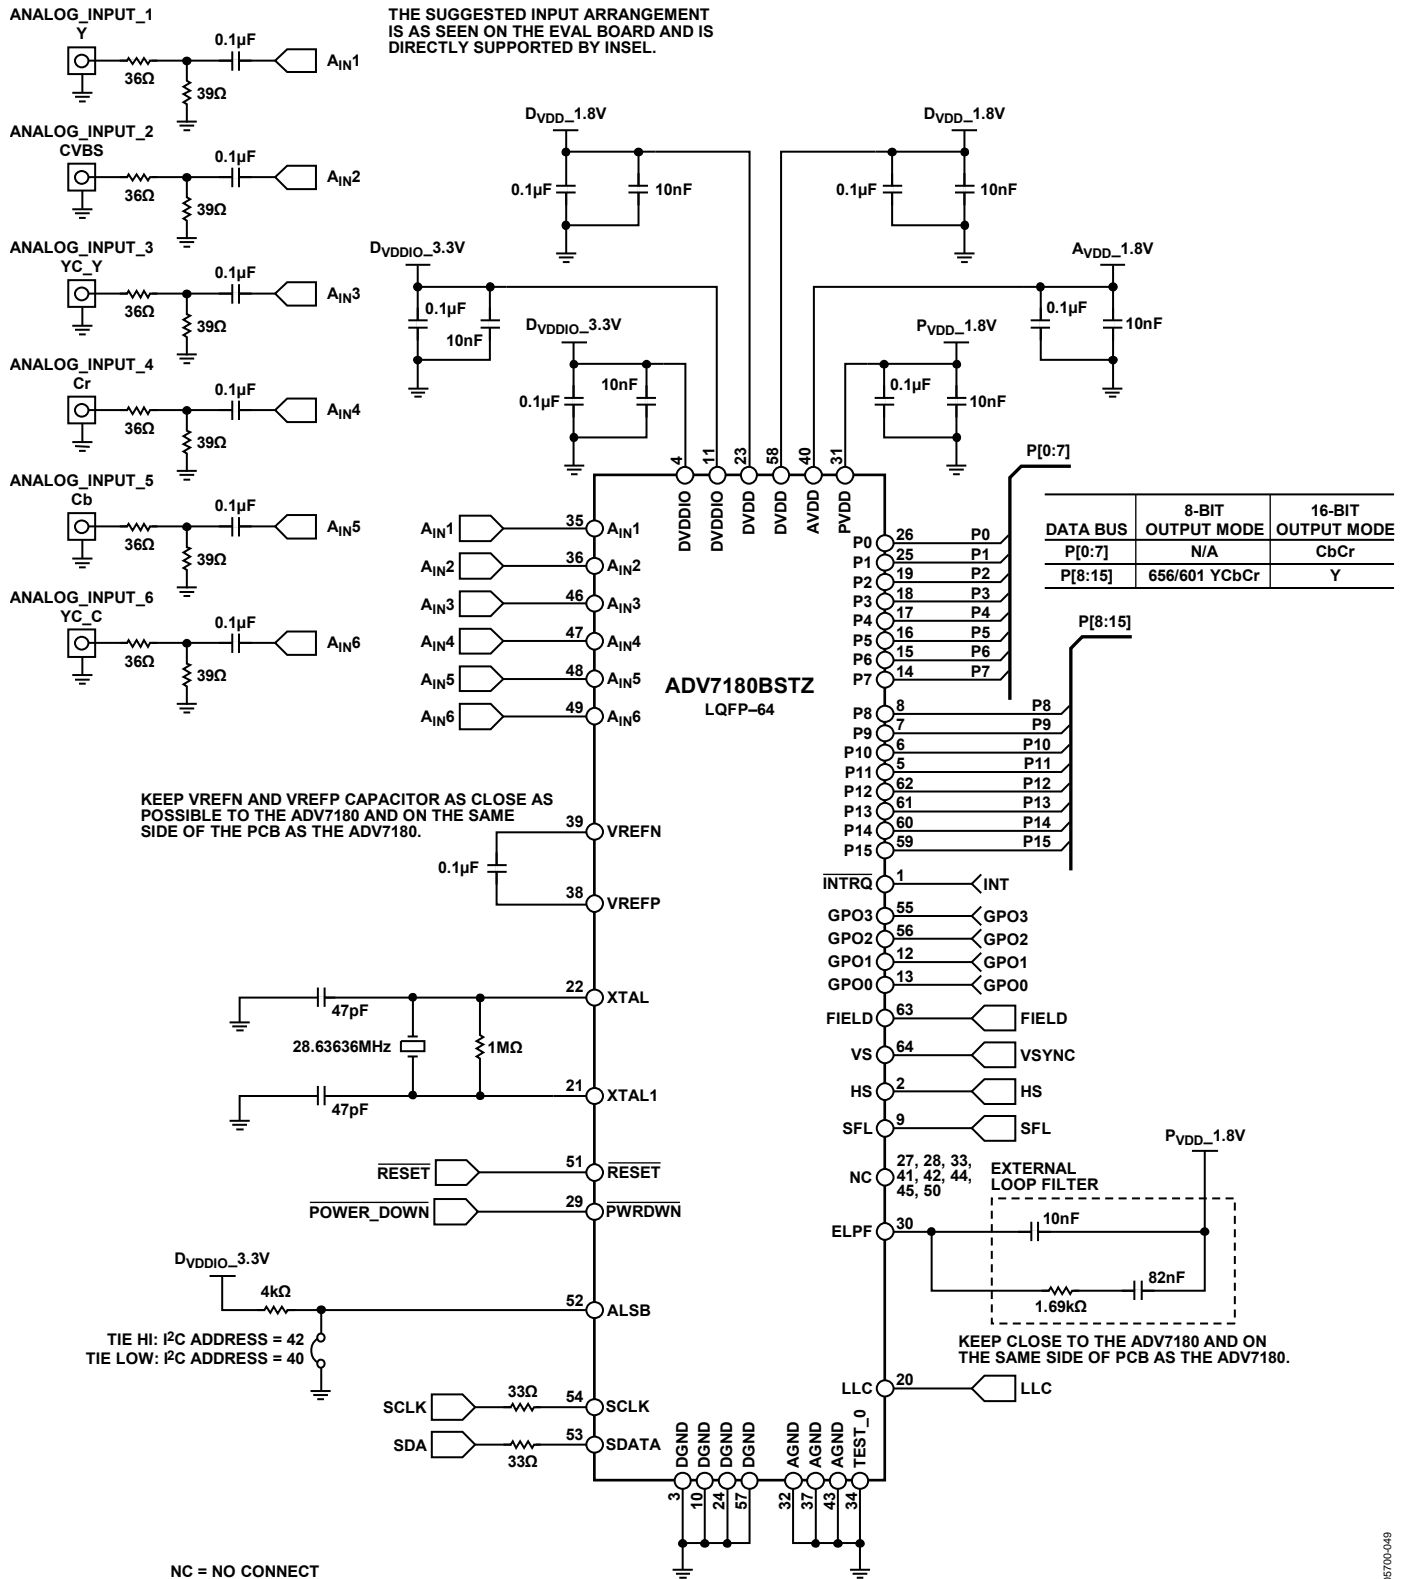 ANALOG_INPUT_1
Y
0.1µF
36Ω
39Ω
AIN1
THE SUGGESTED INPUT ARRANGEMENT
IS AS SEEN ON THE EVAL BOARD AND IS
DIRECTLY SUPPORTED BY INSEL.
ANALOG_INPUT_2
CVBS
0.1µF
36Ω
39Ω
AIN2
ANALOG_INPUT_3
YC_Y
0.1µF
36Ω
39Ω
AIN3
ANALOG_INPUT_4
Cr
0.1µF
36Ω
39Ω
AIN4
ANALOG_INPUT_5
Cb
0.1µF
36Ω
39Ω
AIN5
ANALOG_INPUT_6
YC_C
0.1µF
36Ω
39Ω
AIN6
DVDD_1.8V
0.1µF
10nF
DVDD_1.8V
0.1µF
10nF
DVDDIO_3.3V
0.1µF
10nF
AVDD_1.8V
0.1µF
10nF
DVDDIO_3.3V
0.1µF
10nF
PVDD_1.8V
0.1µF
10nF
4
11
23
58
40
31
DVDDIO
DVDDIO
DVDD
DVDD
AVDD
PVDD
AIN1
35
AIN1
AIN2
36
AIN2
AIN3
46
AIN3
AIN4
47
AIN4
AIN5
48
AIN5
AIN6
49
AIN6
ADV7180BSTZ
LQFP–64
P[0:7]
P0 26 P0
P1 25 P1
P2 19 P2
P3 18 P3
P4 17 P4
P5 16 P5
P6 15 P6
P7 14 P7
DATA BUS 8-BIT OUTPUT MODE 16-BIT OUTPUT MODE
P[0:7] N/A CbCr
P[8:15] 656/601 YCbCr Y
P[8:15]
P8 8 P8
P9 7 P9
P10 6 P10
P11 5 P11
P12 62 P12
P13 61 P13
P14 60 P14
P15 59 P15
KEEP VREFN AND VREFP CAPACITOR AS CLOSE AS
POSSIBLE TO THE ADV7180 AND ON THE SAME
SIDE OF THE PCB AS THE ADV7180.
39 VREFN
0.1µF
38 VREFP
INTRQ 1 INT
GPO3 55 GPO3
GPO2 56 GPO2
GPO1 12 GPO1
GPO0 13 GPO0
FIELD 63 FIELD
VS 64 VSYNC
HS 2 HS
SFL 9 SFL
47pF
22 XTAL
28.63636MHz
1MΩ
47pF
21 XTAL1
RESET 51 RESET
POWER_DOWN 29 PWRDWN
NC 27, 28, 33,
41, 42, 44,
45, 50
EXTERNAL
LOOP FILTER
PVDD_1.8V
ELPF 30
10nF
82nF
1.69kΩ
KEEP CLOSE TO THE ADV7180 AND ON
THE SAME SIDE OF PCB AS THE ADV7180.
DVDDIO_3.3V
4kΩ
52 ALSB
TIE HI: I2C ADDRESS = 42
TIE LOW: I2C ADDRESS = 40
LLC 20 LLC
SCLK 33Ω 54 SCLK
SDA 33Ω 53 SDATA
DGND
DGND
DGND
DGND
AGND
AGND
AGND
TEST_0
3
10
24
57
32
37
43
34
NC = NO CONNECT
05700-049